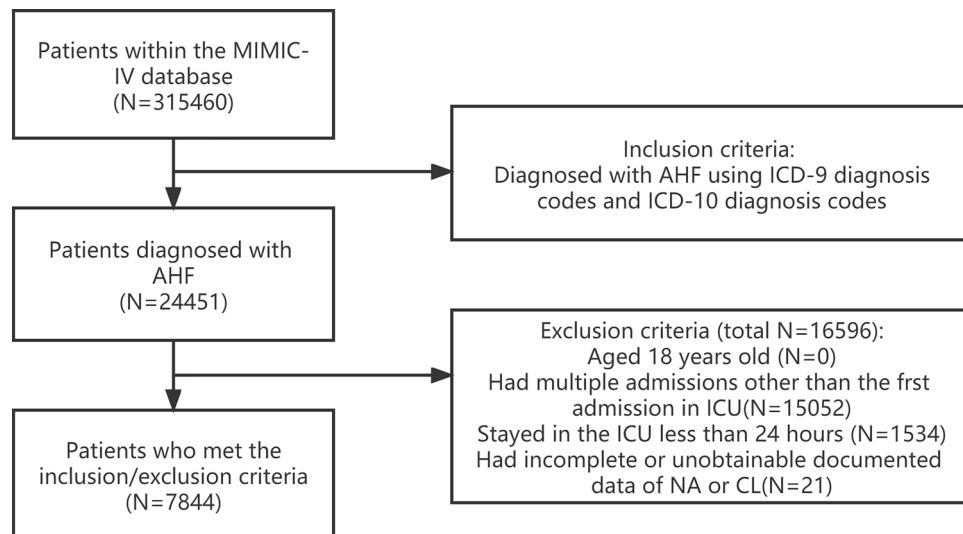 Patients within the MIMIC-
IV database
(N=315460)
Inclusion criteria:
Diagnosed with AHF using ICD-9 diagnosis
codes and ICD-10 diagnosis codes
Patients diagnosed with
AHF
(N=24451)
Exclusion criteria (total N=16596):
Aged 18 years old (N=0)
Had multiple admissions other than the frst
admission in ICU(N=15052)
Stayed in the ICU less than 24 hours (N=1534)
Had incomplete or unobtainable documented
data of NA or CL(N=21)
Patients who met the
inclusion/exclusion criteria
(N=7844)